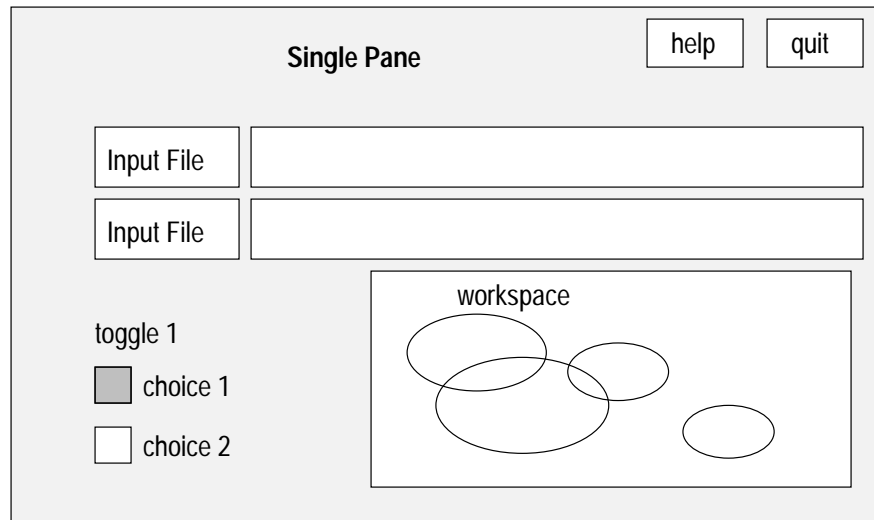 Single Pane
help
quit
Input File
Input File
workspace
toggle 1
choice 1
choice 2